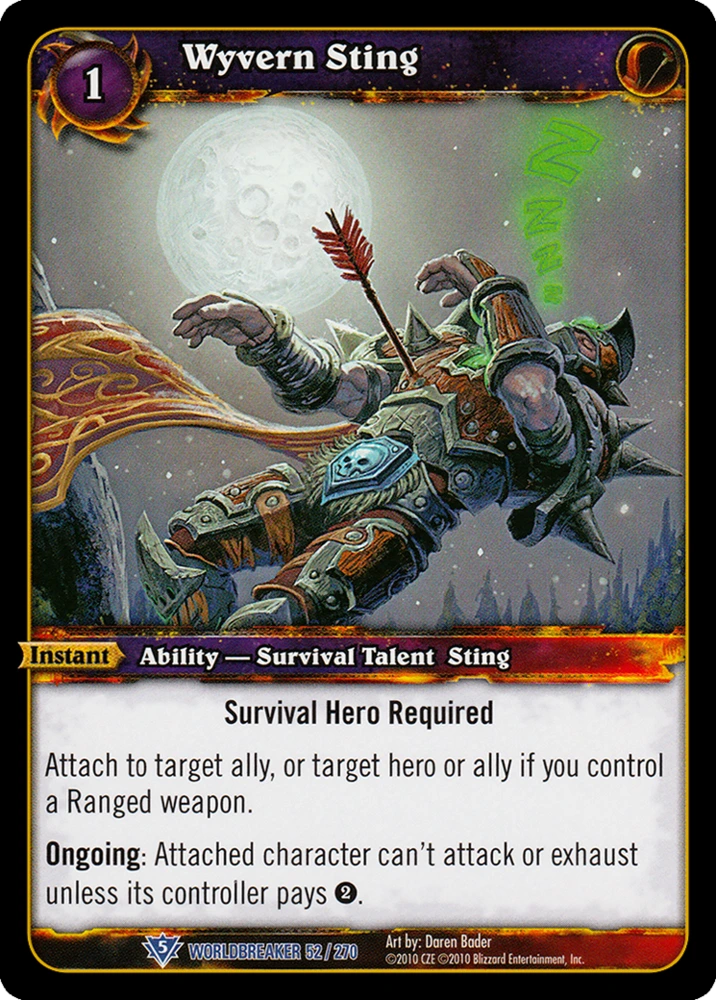 1
Wyvern Sting
Z
Z
Z
Z
Instant
Ability — Survival Talent Sting
Survival Hero Required
Attach to target ally, or target hero or ally if you control
a Ranged weapon.
Ongoing: Attached character can't attack or exhaust
unless its controller pays ❷.
5
WORLDBREAKER 52/270
Art by: Daren Bader
©2010 CZE ©2010 Blizzard Entertainment, Inc.